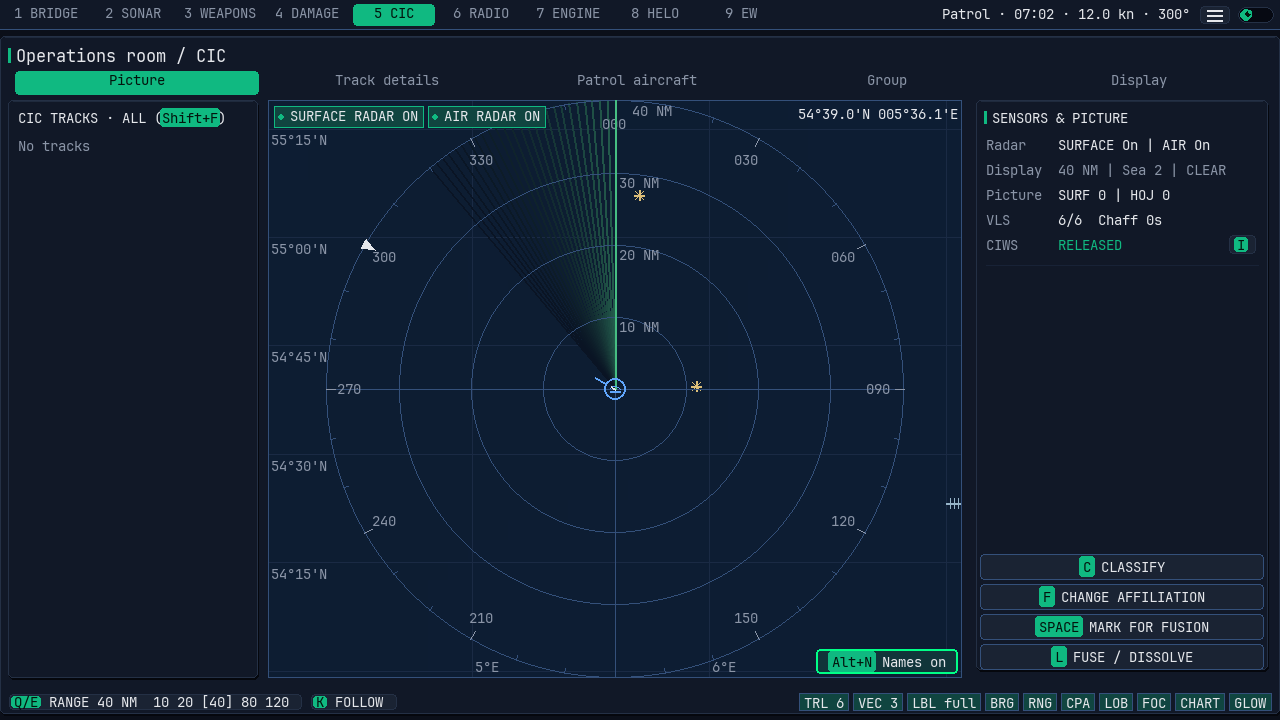 1 BRIDGE 2 SONAR 3 WEAPONS 4 DAMAGE 5 CIC 6 RADIO 7 ENGINE 8 HELO 9 EW Patrol · 07:02 · 12.0 kn · 300°
Operations room / CIC
Picture Track details Patrol aircraft Group Display
CIC TRACKS · ALL (Shift+F)
No tracks
SURFACE RADAR ON AIR RADAR ON 54°39.0'N 005°36.1'E
40 NM
000
55°15'N
330 030
30 NM
55°00'N
300 060
20 NM
10 NM
54°45'N
270 090
54°30'N
240 120
54°15'N
210 150
5°E 6°E
Alt+N Names on
SENSORS & PICTURE
Radar SURFACE On | AIR On
Display 40 NM | Sea 2 | CLEAR
Picture SURF 0 | HOJ 0
VLS 6/6 Chaff 0s
CIWS RELEASED I
C CLASSIFY
F CHANGE AFFILIATION
SPACE MARK FOR FUSION
L FUSE / DISSOLVE
Q/E RANGE 40 NM 10 20 [40] 80 120 K FOLLOW TRL 6 VEC 3 LBL full BRG RNG CPA LOB FOC CHART GLOW